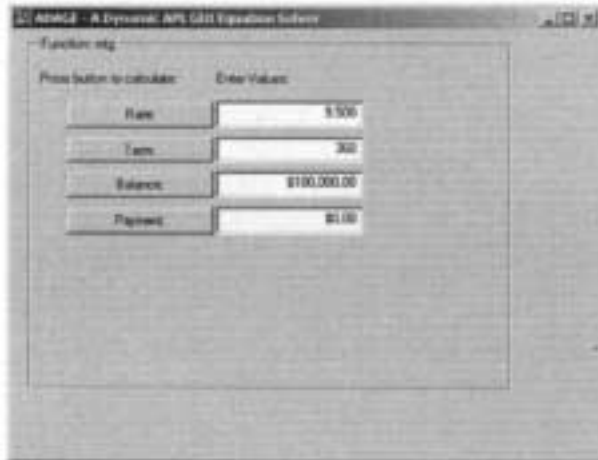 ADAGE - A Dynamic APL GUI Equation Solver
Function: mtg
Press button to calculate: Enter Values:
Rate: 9.500
Term: 360
Balance: $100,000.00
Payment: $0.00